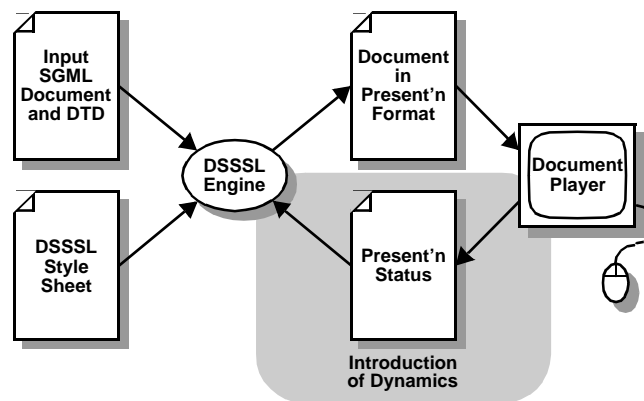 Input
SGML
Document
and DTD
Document
in
Present'n
Format
DSSSL
Engine
Document
Player
DSSSL
Style
Sheet
Present'n
Status
Introduction
of Dynamics